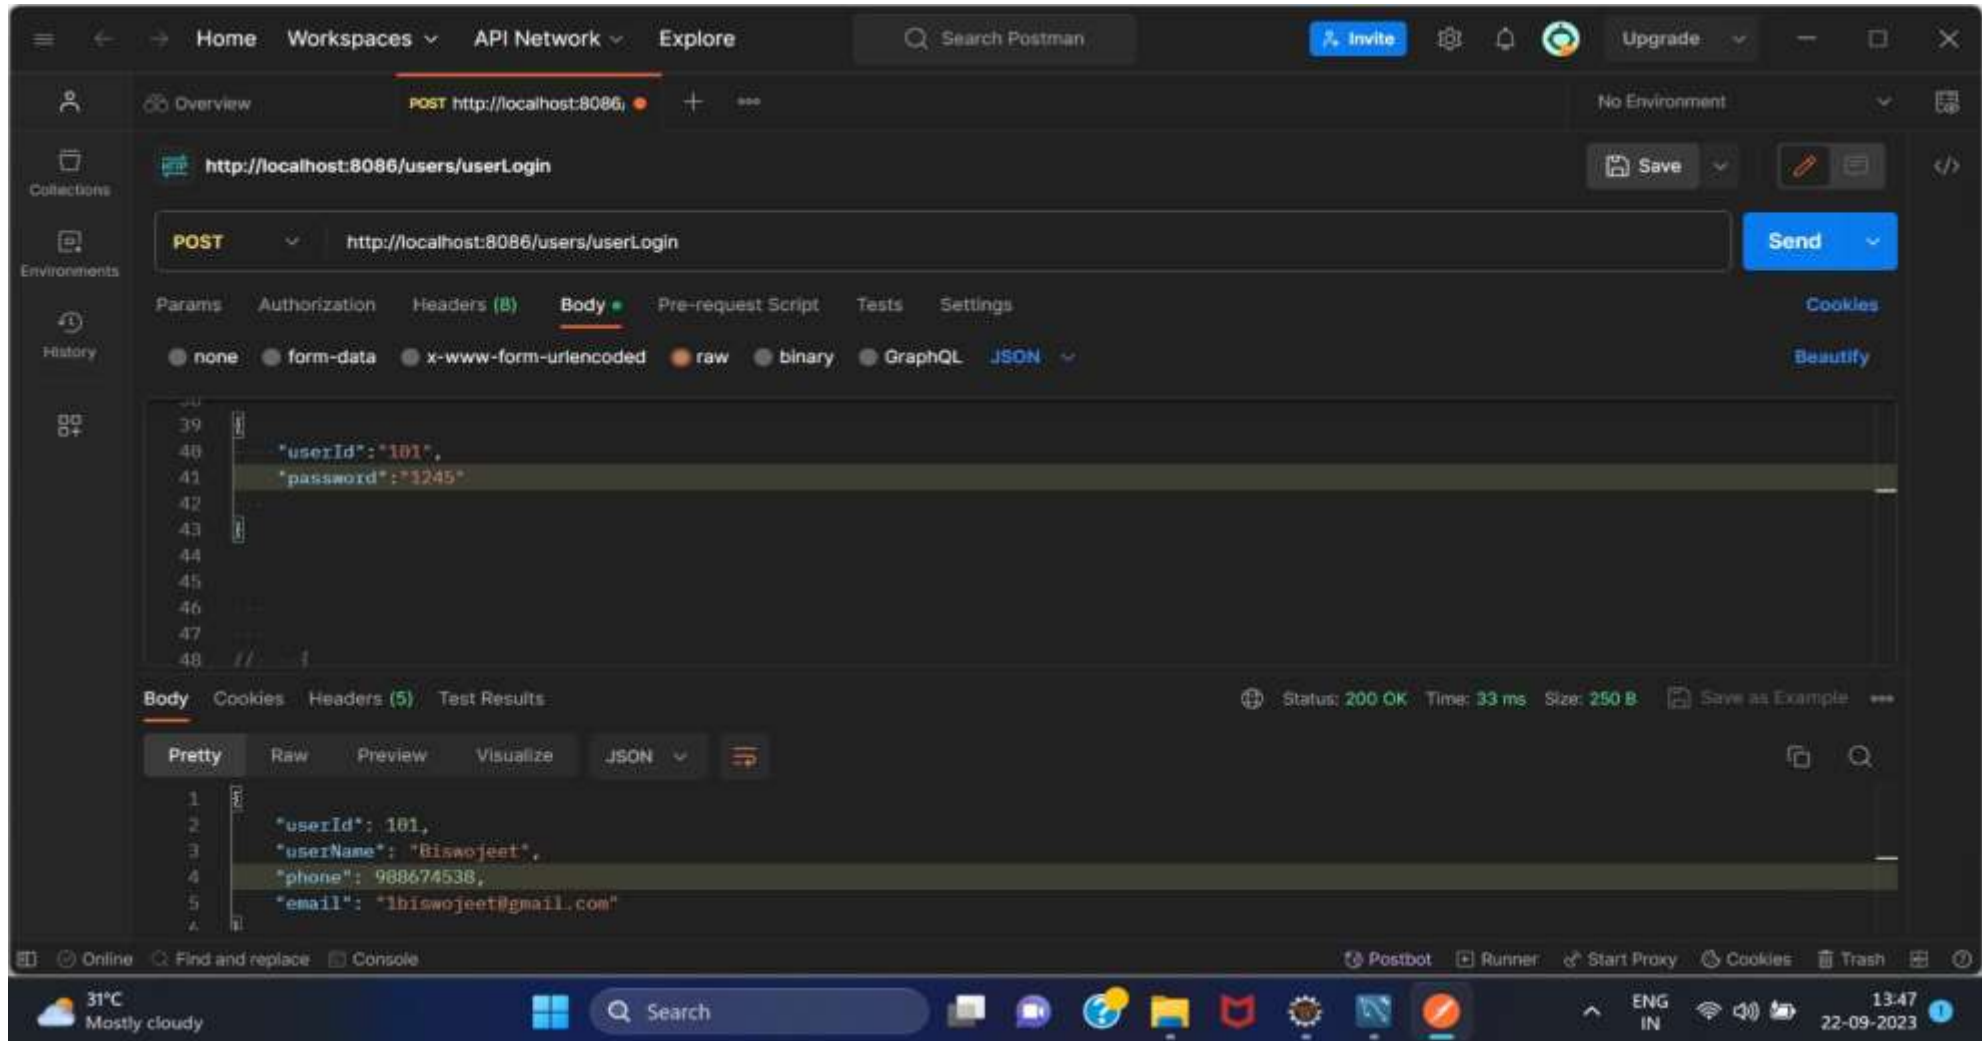 Home Workspaces API Network Explore Search Postman Invite Upgrade
Overview POST http://localhost:8086/ No Environment
http://localhost:8086/users/userLogin Save </>
Collections
POST http://localhost:8086/users/userLogin Send
Environments
Params Authorization Headers (8) Body Pre-request Script Tests Settings Cookies
History
none form-data x-www-form-urlencoded raw binary GraphQL JSON Beautify
38
39 {
40 "userId":"101",
41 "password":"1245"
42
43 }
44
45
46
47
48 // {
Body Cookies Headers (5) Test Results Status: 200 OK Time: 33 ms Size: 250 B Save as Example
Pretty Raw Preview Visualize JSON
1 {
2 "userId": 101,
3 "userName": "Biswojeet",
4 "phone": 988674538,
5 "email": "1biswojeet@gmail.com"
6 }
Online Find and replace Console Postbot Runner Start Proxy Cookies Trash
31°C
Mostly cloudy
Search
ENG
IN
13:47
22-09-2023
1